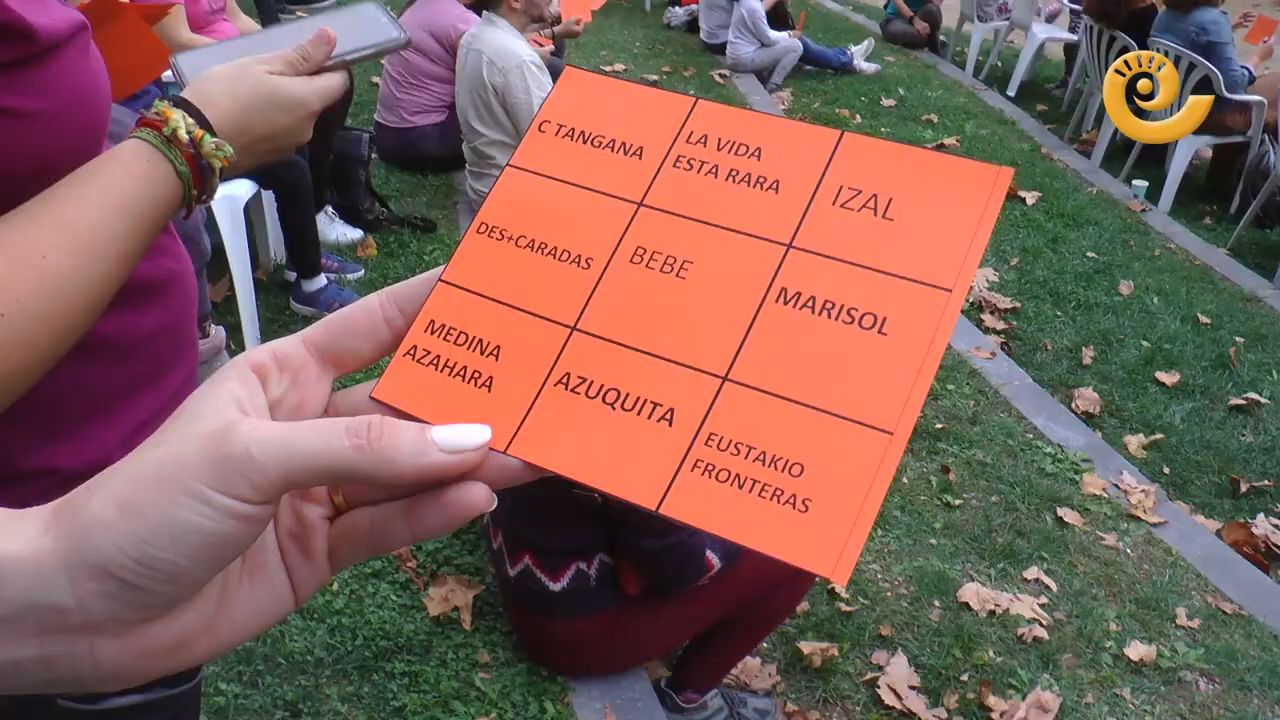 C TANGANA
LA VIDA
ESTA RARA
IZAL
DES+CARADAS
BEBE
MARISOL
MEDINA
AZAHARA
AZUQUITA
EUSTAKIO
FRONTERAS